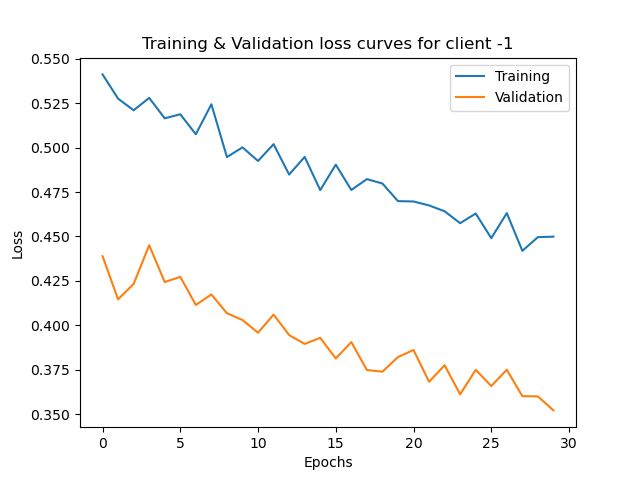 Training & Validation loss curves for client -1
Training
Validation
0.550
0.525
0.500
0.475
0.450
0.425
0.400
0.375
0.350
Loss
0 5 10 15 20 25 30
Epochs